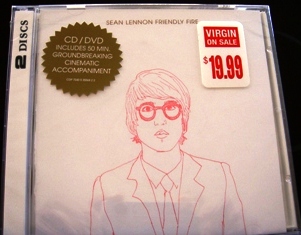 SEAN LENNON FRIENDLY FIRE
CD / DVD
INCLUDES 50 MIN.
GROUNDBREAKING
CINEMATIC
ACCOMPANIMENT
VIRGIN
ON SALE
$19.99
2 DISCS